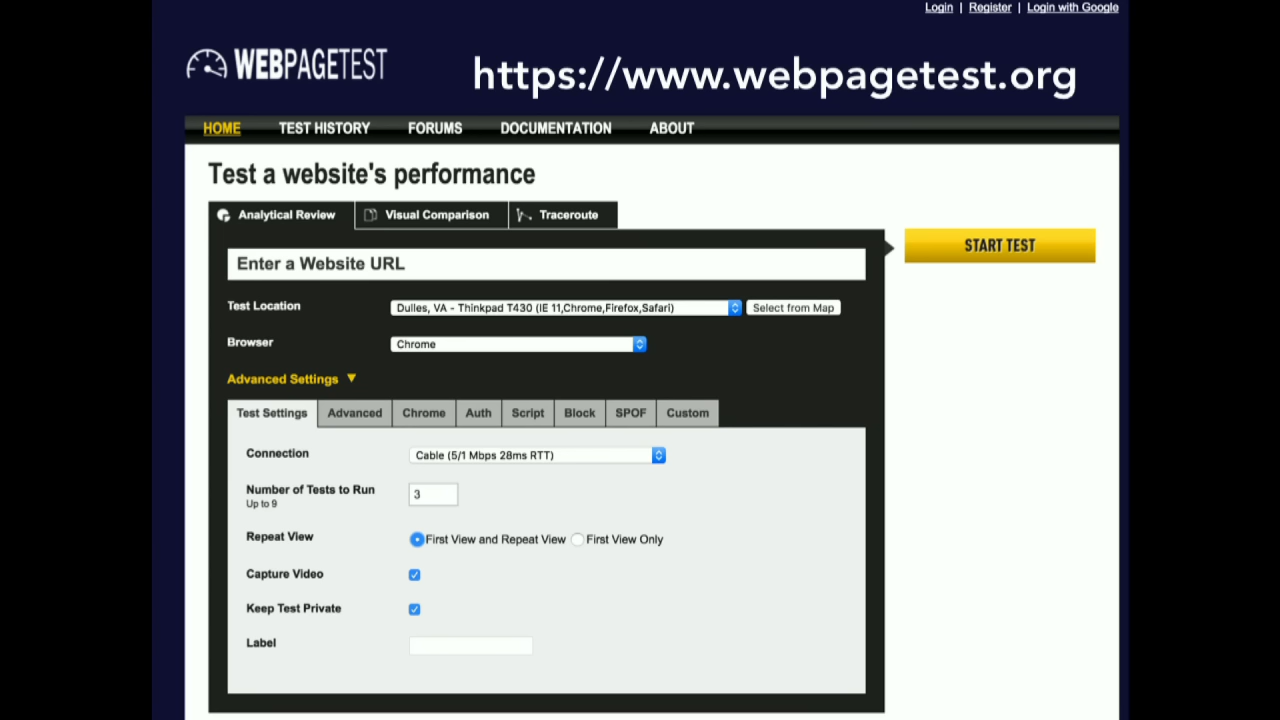 Login | Register | Login with Google
WEBPAGETEST
https://www.webpagetest.org
HOME TEST HISTORY FORUMS DOCUMENTATION ABOUT
Test a website's performance
Analytical Review Visual Comparison Traceroute
START TEST
Enter a Website URL
Test Location Dulles, VA - Thinkpad T430 (IE 11,Chrome,Firefox,Safari) Select from Map
Browser Chrome
Advanced Settings ▼
Test Settings Advanced Chrome Auth Script Block SPOF Custom
Connection Cable (5/1 Mbps 28ms RTT)
Number of Tests to Run 3
Up to 9
Repeat View First View and Repeat View First View Only
Capture Video
Keep Test Private
Label